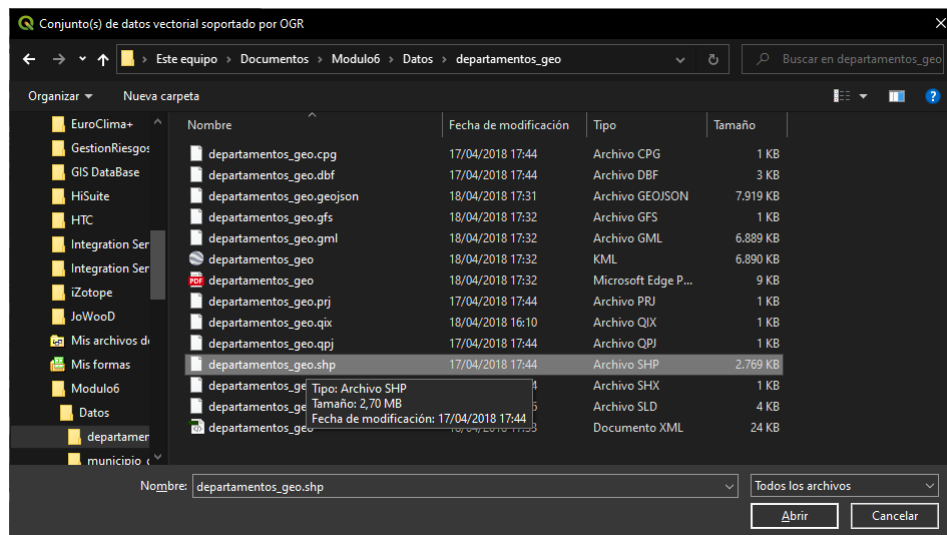 Conjunto(s) de datos vectorial soportado por OGR
Este equipo > Documentos > Modulo6 > Datos > departamentos_geo
Buscar en departamentos_geo
Organizar
Nueva carpeta
EuroClima+
GestionRiesgos
GIS DataBase
HiSuite
HTC
Integration Ser
Integration Ser
iZotope
JoWooD
Mis archivos de
Mis formas
Modulo6
Datos
departamen
municipio
Nombre Fecha de modificación Tipo Tamaño
departamentos_geo.cpg 17/04/2018 17:44 Archivo CPG 1 KB
departamentos_geo.dbf 17/04/2018 17:44 Archivo DBF 3 KB
departamentos_geo.geojson 18/04/2018 17:31 Archivo GEOJSON 7.919 KB
departamentos_geo.gfs 18/04/2018 17:32 Archivo GFS 1 KB
departamentos_geo.gml 18/04/2018 17:32 Archivo GML 6.889 KB
departamentos_geo 18/04/2018 17:32 KML 6.890 KB
PDF departamentos_geo 18/04/2018 17:32 Microsoft Edge P... 9 KB
departamentos_geo.prj 17/04/2018 17:44 Archivo PRJ 1 KB
departamentos_geo.qix 18/04/2018 16:10 Archivo QIX 1 KB
departamentos_geo.qpj 17/04/2018 17:44 Archivo QPJ 1 KB
departamentos_geo.shp 17/04/2018 17:44 Archivo SHP 2.769 KB
departamentos_ge Archivo SHX 1 KB
departamentos_ge Archivo SLD 4 KB
departamentos_geo Documento XML 24 KB
Tipo: Archivo SHP
Tamaño: 2,70 MB
Fecha de modificación: 17/04/2018 17:44
Nombre: departamentos_geo.shp
Todos los archivos
Abrir
Cancelar